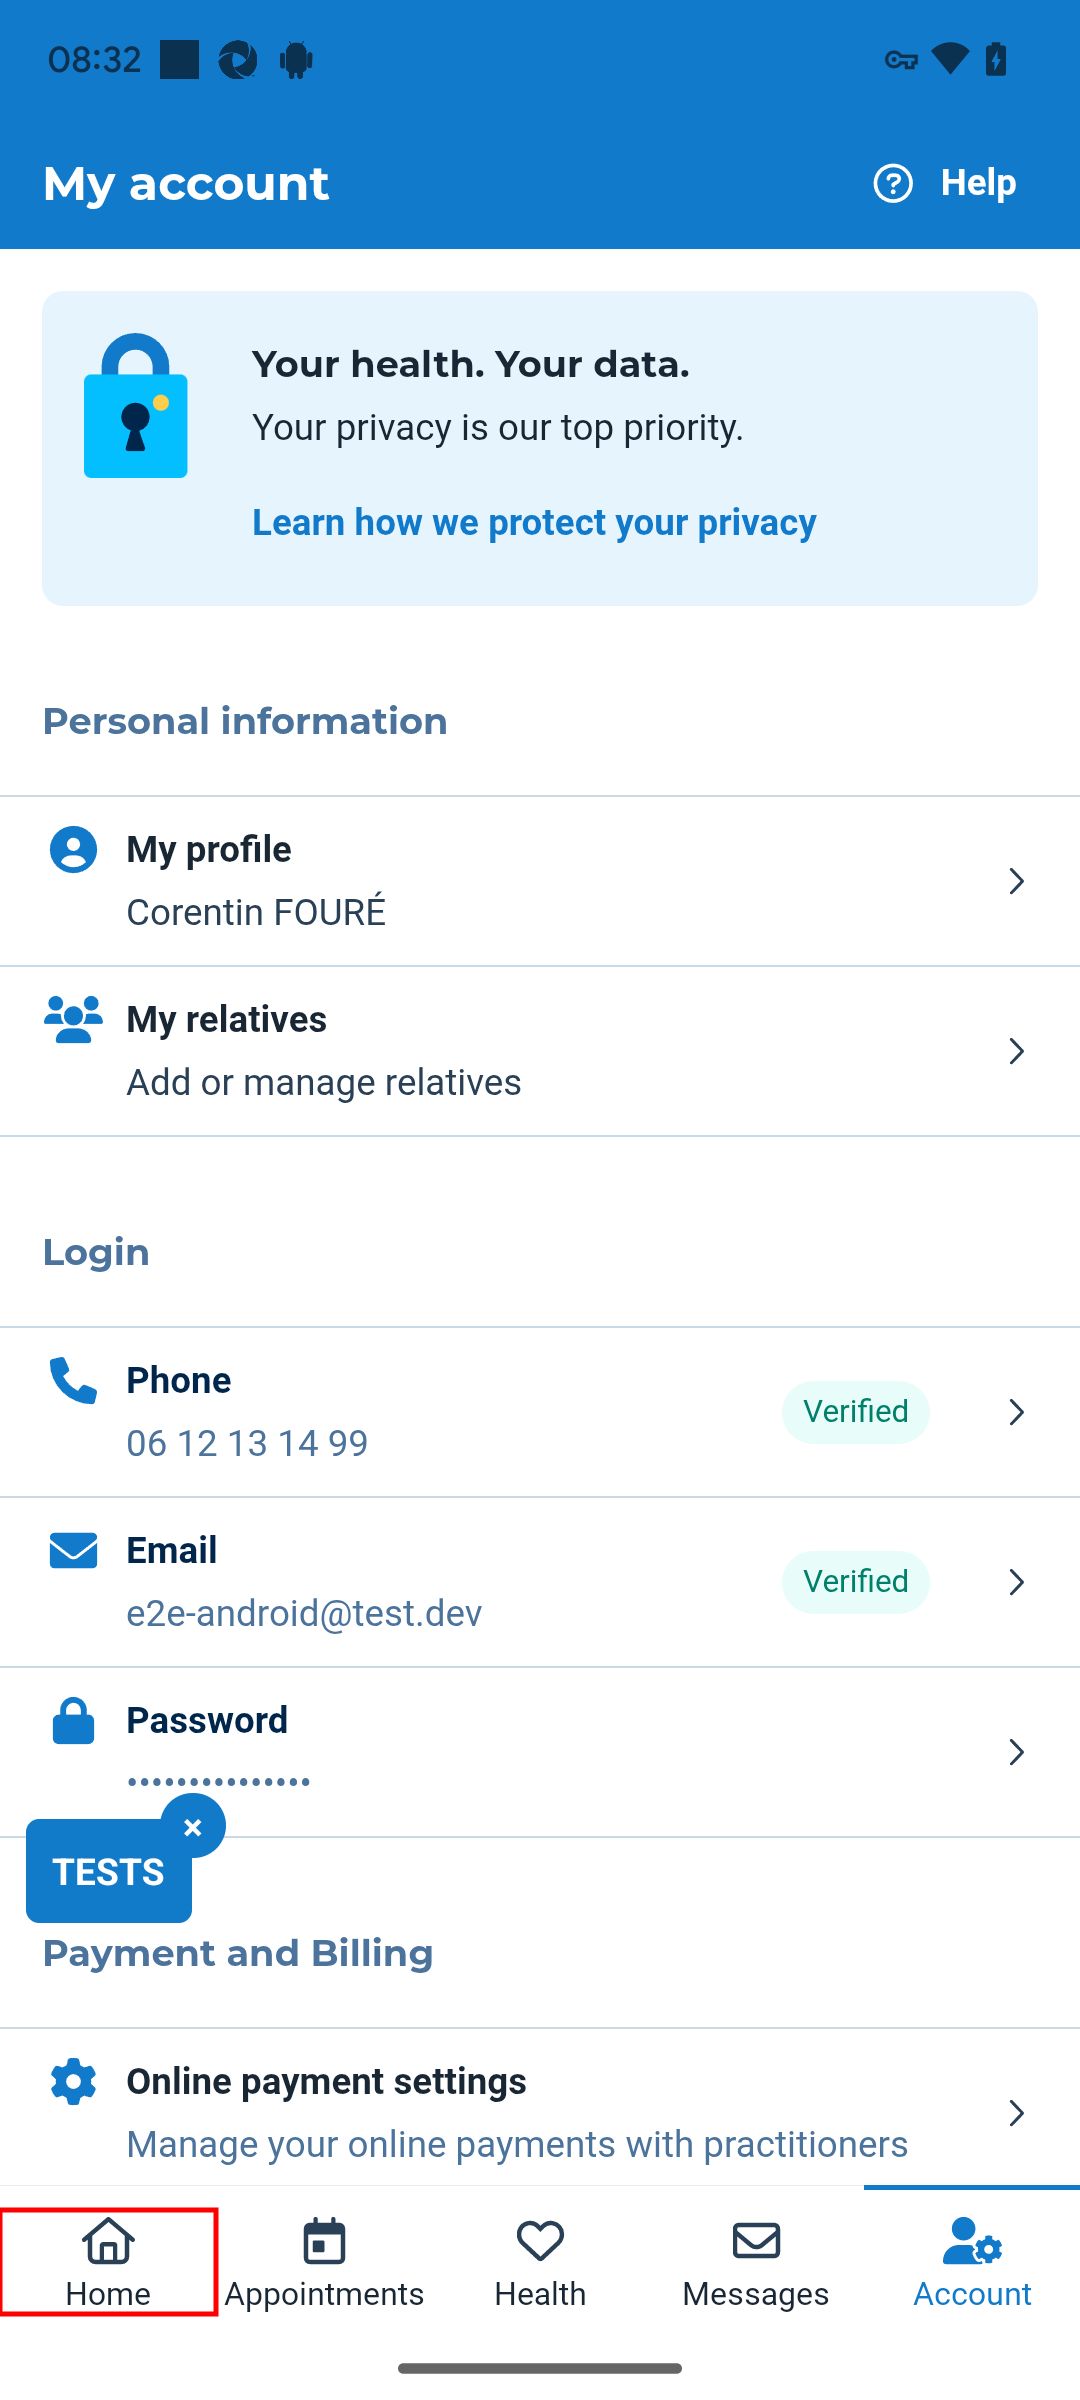 08:32
My account
Help
Your health. Your data.
Your privacy is our top priority.
Learn how we protect your privacy
Personal information
My profile
Corentin FOURÉ
My relatives
Add or manage relatives
Login
Phone
06 12 13 14 99
Verified
Email
e2e-android@test.dev
Verified
Password
•••••••••••••••
TESTS
×
Payment and Billing
Online payment settings
Manage your online payments with practitioners
Home
Appointments
Health
Messages
Account